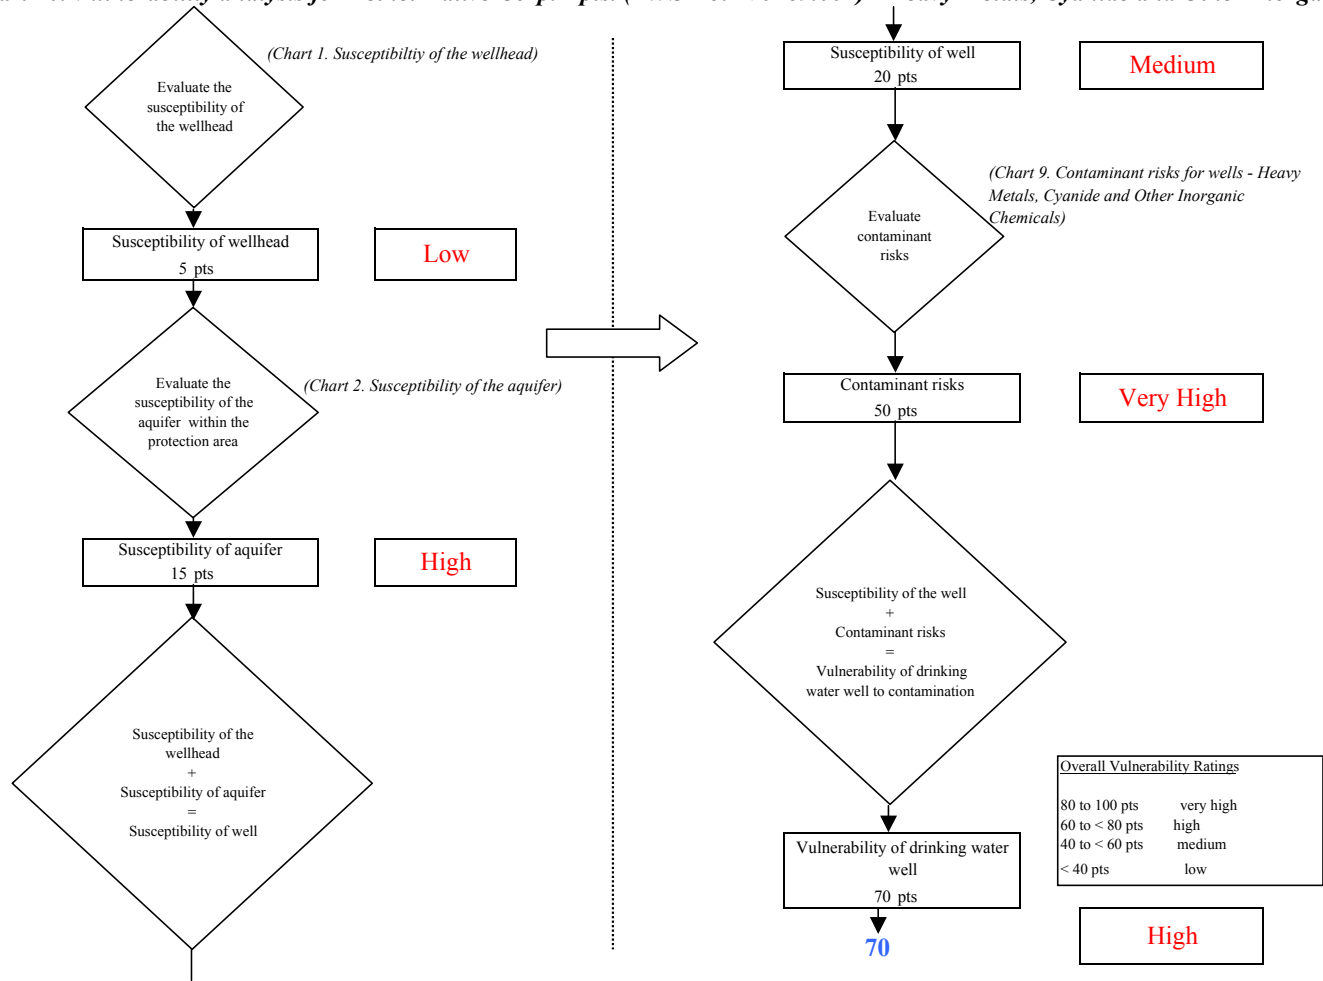 (Chart 1. Susceptibiltiy of the wellhead)
Evaluate the
susceptibility of
the wellhead
Susceptibility of wellhead
5 pts
Low
Evaluate the
susceptibility of the
aquifer within the
protection area
(Chart 2. Susceptibility of the aquifer)
Susceptibility of aquifer
15 pts
High
Susceptibility of the
wellhead
+
Susceptibility of aquifer
=
Susceptibility of well
Susceptibility of well
20 pts
Medium
(Chart 9. Contaminant risks for wells - Heavy
Metals, Cyanide and Other Inorganic
Chemicals)
Evaluate
contaminant
risks
Contaminant risks
50 pts
Very High
Susceptibility of the well
+
Contaminant risks
=
Vulnerability of drinking
water well to contamination
Overall Vulnerability Ratings
80 to 100 pts very high
60 to < 80 pts high
40 to < 60 pts medium
< 40 pts low
Vulnerability of drinking water
well
70 pts
70
High